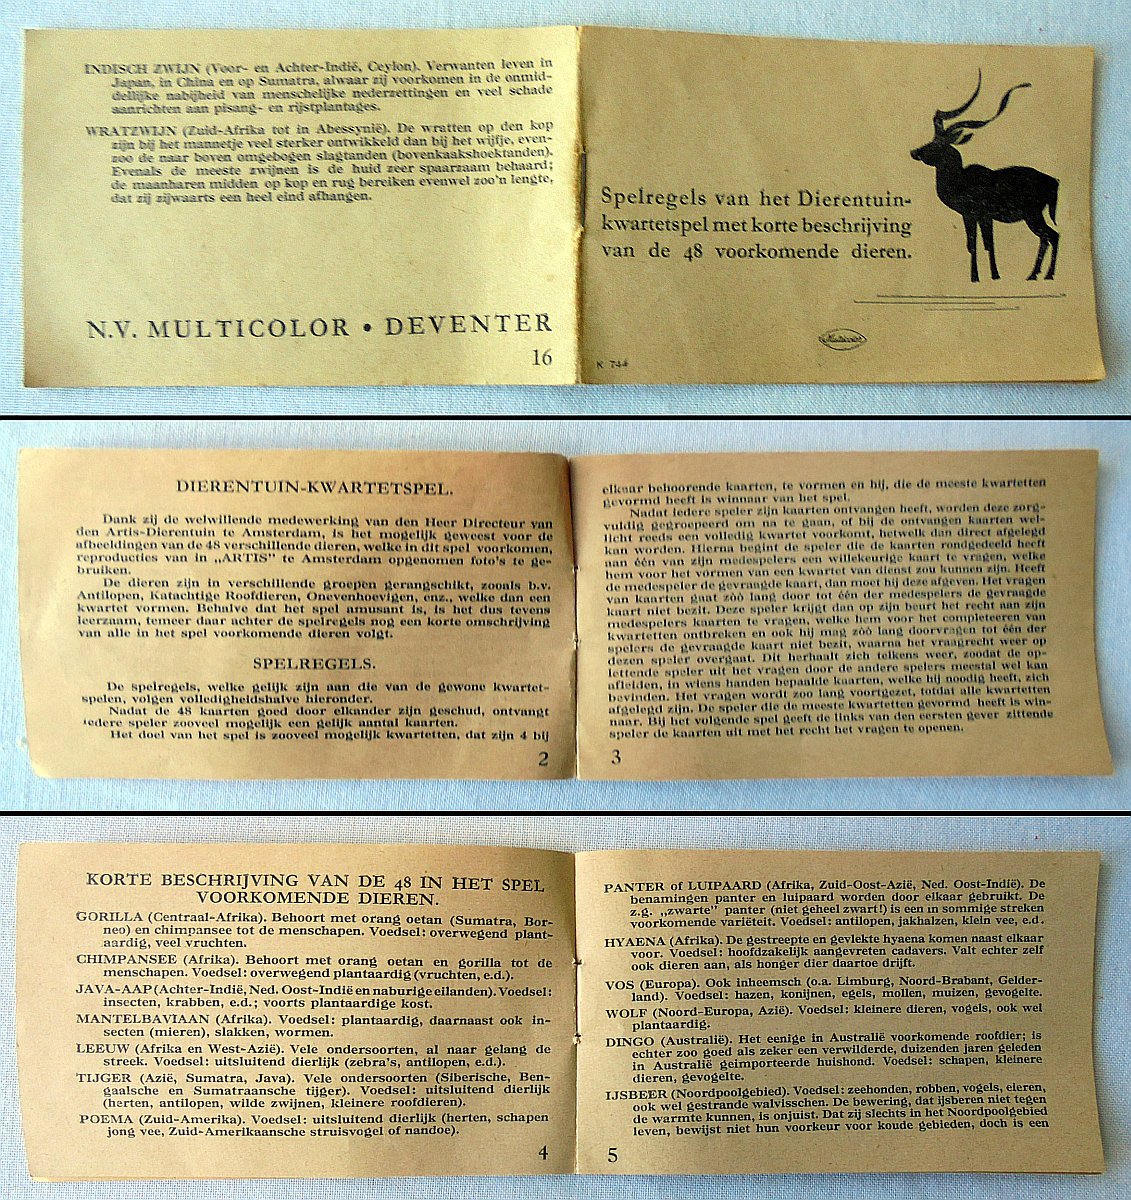 INDISCH ZWIJN (Voor- en Achter-Indië, Ceylon). Verwanten leven in
Japan, in China en op Sumatra, alwaar zij voorkomen in de onmid-
dellijke nabijheid van menschelijke nederzettingen en veel schade
aanrichten aan pisang- en rijstplantages.
WRATZWIJN (Zuid-Afrika tot in Abessynië). De wratten op den kop
zijn bij het mannetje veel sterker ontwikkeld dan bij het wijfje, even-
zoo de naar boven omgebogen slagtanden (bovenkaakshoektanden).
Evenals de meeste zwijnen is de huid zeer spaarzaam behaard;
de maanharen midden op kop en rug bereiken evenwel zoo'n lengte,
dat zij zijwaarts een heel eind afhangen.
N.V. MULTICOLOR • DEVENTER
16
Spelregels van het Dierentuin-
kwartetspel met korte beschrijving
van de 48 voorkomende dieren.
Multicolor
K 744
DIERENTUIN-KWARTETSPEL.
Dank zij de welwillende medewerking van den Heer Directeur van
den Artis-Dierentuin te Amsterdam, is het mogelijk geweest voor de
afbeeldingen van de 48 verschillende dieren, welke in dit spel voorkomen,
reproducties van in „ARTIS” te Amsterdam opgenomen foto's te ge-
bruiken.
De dieren zijn in verschillende groepen gerangschikt, zooals b.v.
Antilopen, Katachtige Roofdieren, Onevenhoevigen, enz., welke dan een
kwartet vormen. Behalve dat het spel amusant is, is het dus tevens
leerzaam, temeer daar achter de spelregels nog een korte omschrijving
van alle in het spel voorkomende dieren volgt.
SPELREGELS.
De spelregels, welke gelijk zijn aan die van de gewone kwartet-
spelen, volgen volledigheidshalve hieronder.
Nadat de 48 kaarten goed door elkander zijn geschud, ontvangt
iedere speler zooveel mogelijk een gelijk aantal kaarten.
Het doel van het spel is zooveel mogelijk kwartetten, dat zijn 4 bij
2
elkaar behoorende kaarten, te vormen en hij, die de meeste kwartetten
gevormd heeft is winnaar van het spel.
Nadat iedere speler zijn kaarten ontvangen heeft, worden deze zorg-
vuldig gegroepeerd om na te gaan, of bij de ontvangen kaarten wel-
licht reeds een volledig kwartet voorkomt, hetwelk dan direct afgelegd
kan worden. Hierna begint de speler die de kaarten rondgedeeld heeft
aan één van zijn medespelers een willekeurige kaart te vragen, welke
hem voor het vormen van een kwartet van dienst zou kunnen zijn. Heeft
de medespeler de gevraagde kaart, dan moet hij deze afgeven. Het vragen
van kaarten gaat zòò lang door tot één der medespelers de gevraagde
kaart niet bezit. Deze speler krijgt dan op zijn beurt het recht aan zijn
medespelers kaarten te vragen, welke hem voor het completeeren van
kwartetten ontbreken en ook hij mag zòò lang doorvragen tot één der
spelers de gevraagde kaart niet bezit, waarna het vraagrecht weer op
dezen speler overgaat. Dit herhaalt zich telkens weer, zoodat de op-
lettende speler uit het vragen door de andere spelers meestal wel kan
afleiden, in wiens handen bepaalde kaarten, welke hij noodig heeft, zich
bevinden. Het vragen wordt zoo lang voortgezet, totdat alle kwartetten
afgelegd zijn. De speler die de meeste kwartetten gevormd heeft is win-
naar. Bij het volgende spel geeft de links van den eersten gever zittende
speler de kaarten uit met het recht het vragen te openen.
3
KORTE BESCHRIJVING VAN DE 48 IN HET SPEL
VOORKOMENDE DIEREN.
GORILLA (Centraal-Afrika). Behoort met orang oetan (Sumatra, Bor-
neo) en chimpansee tot de menschapen. Voedsel: overwegend plant-
aardig, veel vruchten.
CHIMPANSEE (Afrika). Behoort met orang oetan en gorilla tot de
menschapen. Voedsel: overwegend plantaardig (vruchten, e.d.).
JAVA-AAP (Achter-Indië, Ned. Oost-Indië en naburige eilanden). Voedsel:
insecten, krabben, e.d.; voorts plantaardige kost.
MANTELBAVIAAN (Afrika). Voedsel: plantaardig, daarnaast ook in-
secten (mieren), slakken, wormen.
LEEUW (Afrika en West-Azië). Vele ondersoorten, al naar gelang de
streek. Voedsel: uitsluitend dierlijk (zebra's, antilopen, e.d.).
TIJGER (Azië, Sumatra, Java). Vele ondersoorten (Siberische, Ben-
gaalsche en Sumatraansche tijger). Voedsel: uitsluitend dierlijk
(herten, antilopen, wilde zwijnen, kleinere roofdieren).
POEMA (Zuid-Amerika). Voedsel: uitsluitend dierlijk (herten, schapen
jong vee, Zuid-Amerikaansche struisvogel of nandoe).
4
PANTER of LUIPAARD (Afrika, Zuid-Oost-Azië, Ned. Oost-Indië). De
benamingen panter en luipaard worden door elkaar gebruikt. De
z.g. „zwarte” panter (niet geheel zwart!) is een in sommige streken
voorkomende variëteit. Voedsel: antilopen, jakhalzen, klein vee, e.d.
HYAENA (Afrika). De gestreepte en gevlekte hyaena komen naast elkaar
voor. Voedsel: hoofdzakelijk aangevreten cadavers. Valt echter zelf
ook dieren aan, als honger dier daartoe drijft.
VOS (Europa). Ook inheemsch (o.a. Limburg, Noord-Brabant, Gelder-
land). Voedsel: hazen, konijnen, egels, mollen, muizen, gevogelte.
WOLF (Noord-Europa, Azië). Voedsel: kleinere dieren, vogels, ook wel
plantaardig.
DINGO (Australië). Het eenige in Australië voorkomende roofdier; is
echter zoo goed als zeker een verwilderde, duizenden jaren geleden
in Australië geimporteerde huishond. Voedsel: schapen, kleinere
dieren, gevogelte.
IJSBEER (Noordpoolgebied). Voedsel: zeehonden, robben, vogels, eieren,
ook wel gestrande walvisschen. De bewering, dat ijsberen niet tegen
de warmte kunnen, is onjuist. Dat zij slechts in het Noordpoolgebied
leven, bewijst niet hun voorkeur voor koude gebieden, doch is een
5